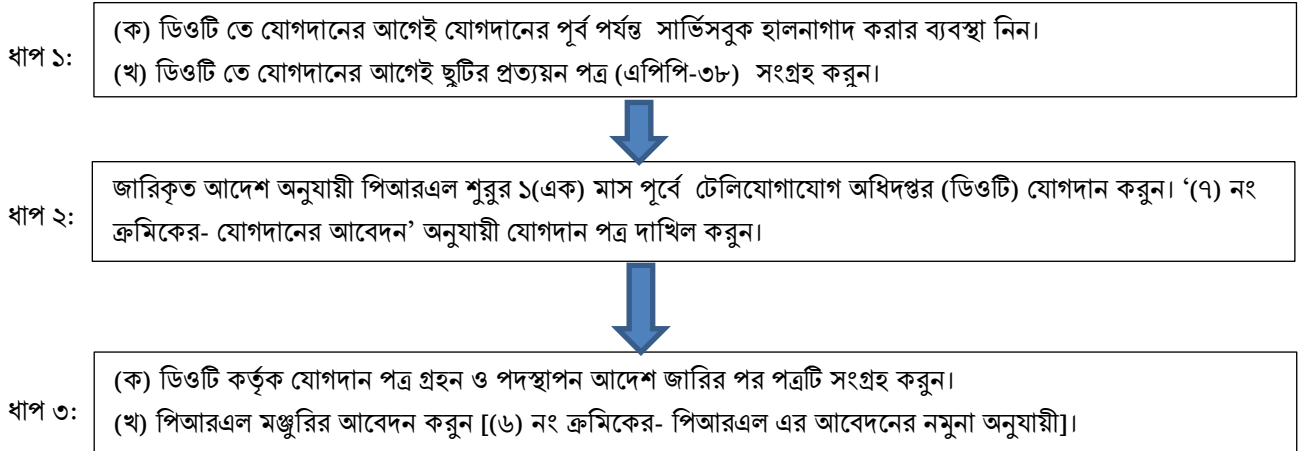 ধাপ ১:
(ক) ডিওটি তে যোগদানের আগেই যোগদানের পূর্ব পর্যন্ত সার্ভিসবুক হালনাগাদ করার ব্যবস্থা নিন।
(খ) ডিওটি তে যোগদানের আগেই ছুটির প্রত্যয়ন পত্র (এপিপি-৩৮) সংগ্রহ করুন।
ধাপ ২:
জারিকৃত আদেশ অনুযায়ী পিআরএল শুরুর ১(এক) মাস পূর্বে টেলিযোগাযোগ অধিদপ্তর (ডিওটি) যোগদান করুন। ‘(৭) নং
ক্রমিকের- যোগদানের আবেদন’ অনুযায়ী যোগদান পত্র দাখিল করুন।
ধাপ ৩:
(ক) ডিওটি কর্তৃক যোগদান পত্র গ্রহন ও পদস্থাপন আদেশ জারির পর পত্রটি সংগ্রহ করুন।
(খ) পিআরএল মঞ্জুরির আবেদন করুন [(৬) নং ক্রমিকের- পিআরএল এর আবেদনের নমুনা অনুযায়ী]।